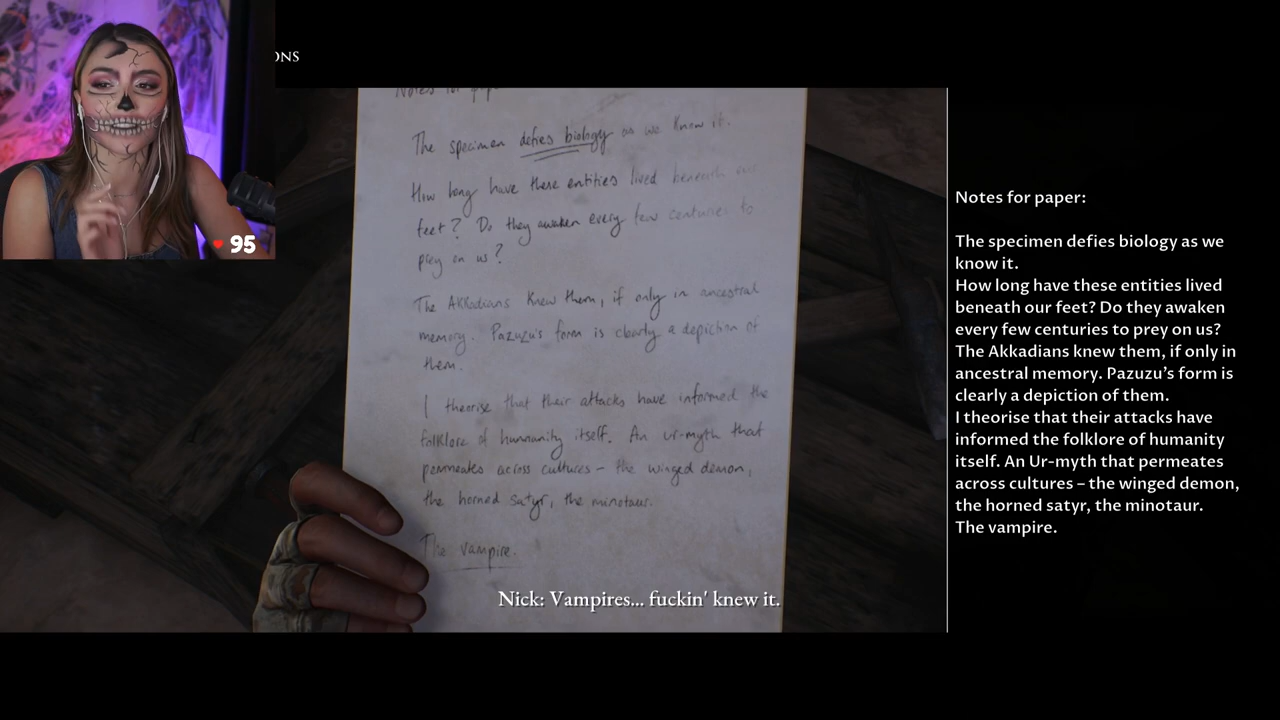 ONS
95
Notes for pape
The specimen defies biology as we know it.
How long have these entities lived beneath our
feet? Do they awaken every few centuries to
prey on us?
The Akkadians knew them, if only in ancestral
memory. Pazuzu's form is clearly a depiction of
them.
I theorise that their attacks have informed the
folklore of humanity itself. An ur-myth that
permeates across cultures – the winged demon,
the horned satyr, the minotaur.
The vampire.
Nick: Vampires... fuckin' knew it.
Notes for paper:
The specimen defies biology as we
know it.
How long have these entities lived
beneath our feet? Do they awaken
every few centuries to prey on us?
The Akkadians knew them, if only in
ancestral memory. Pazuzu's form is
clearly a depiction of them.
I theorise that their attacks have
informed the folklore of humanity
itself. An Ur-myth that permeates
across cultures – the winged demon,
the horned satyr, the minotaur.
The vampire.